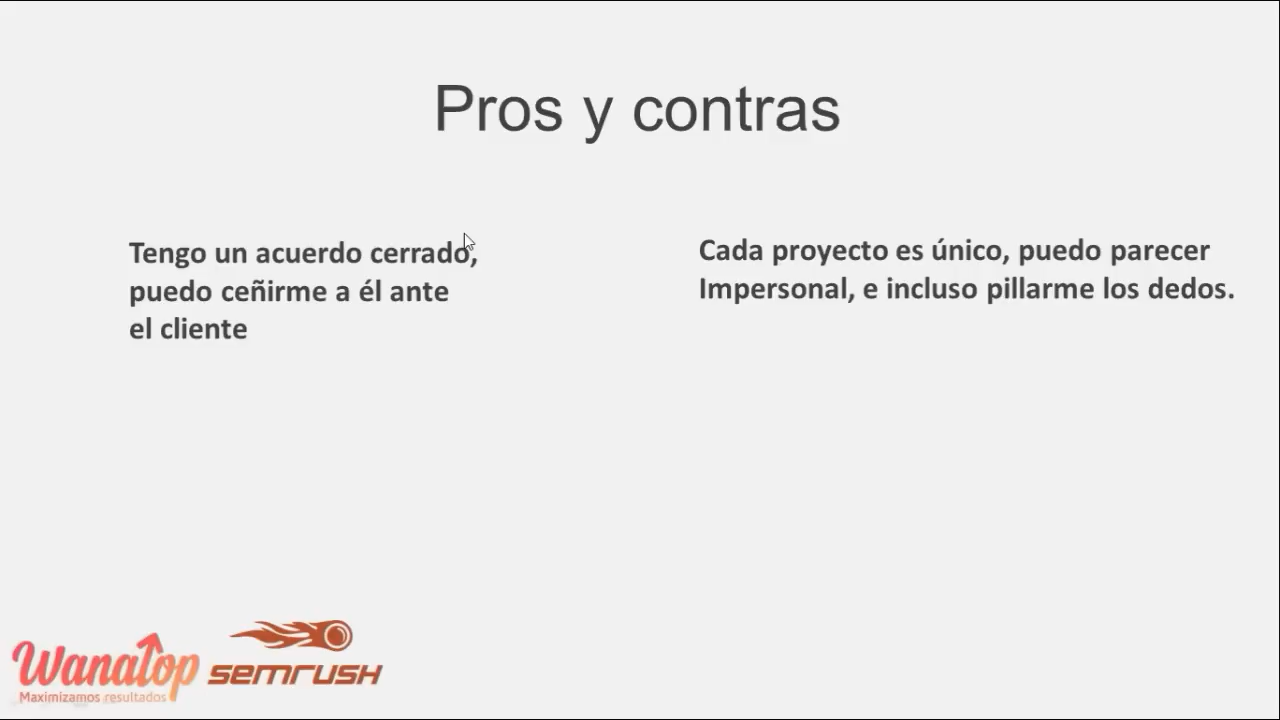 Pros y contras
Tengo un acuerdo cerrado,
puedo ceñirme a él ante
el cliente
Cada proyecto es único, puedo parecer
Impersonal, e incluso pillarme los dedos.
Wanatop
Maximizamos resultados
semrush